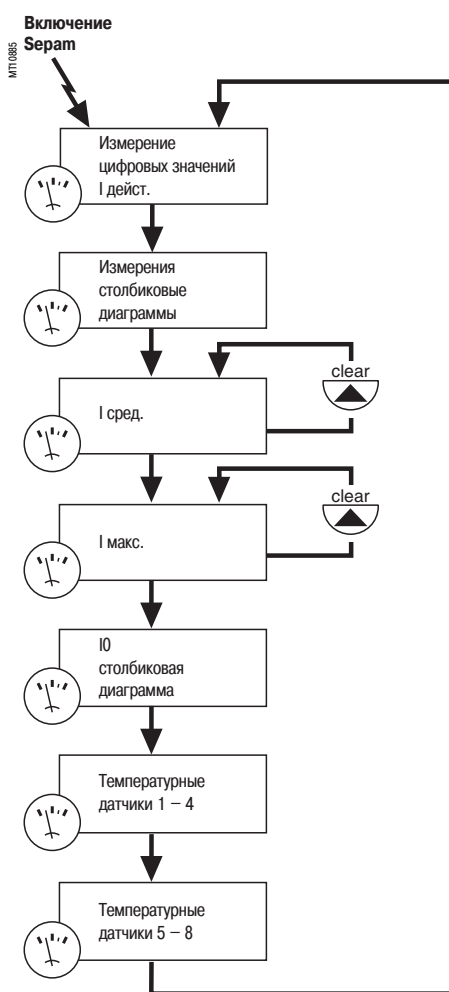 Включение
Sepam
MT10885
Измерение
цифровых значений
I дейст.
Измерения
столбиковые
диаграммы
clear
I сред.
clear
I макс.
I0
столбиковая
диаграмма
Температурные
датчики 1 – 4
Температурные
датчики 5 – 8